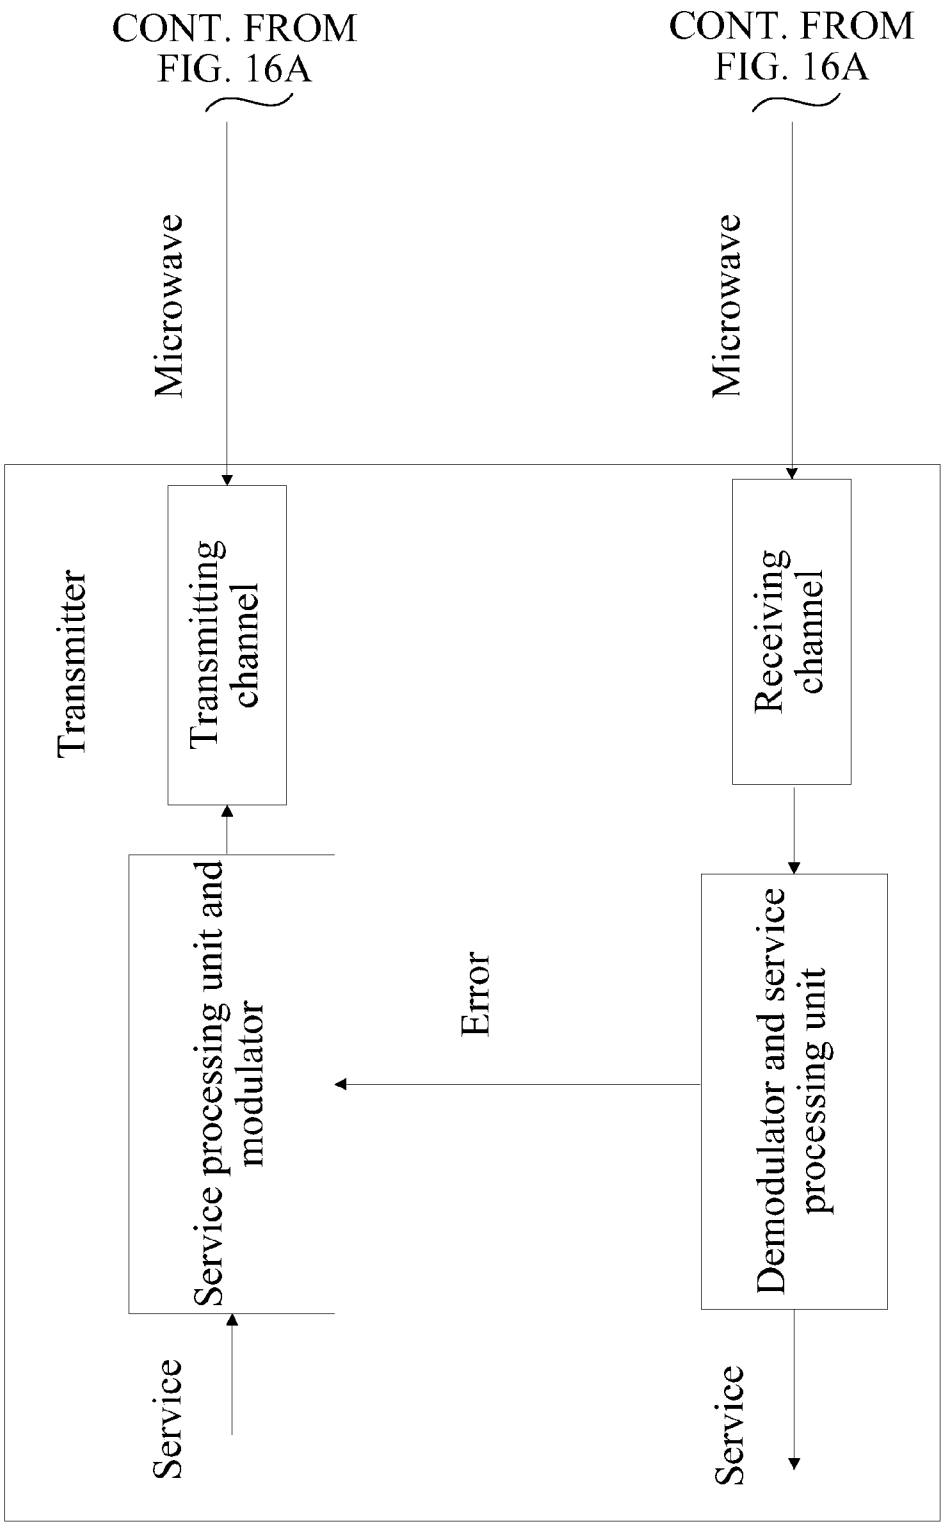 CONT. FROM
FIG. 16A
CONT. FROM
FIG. 16A
Microwave
Microwave
Transmitter
Transmitting
channel
Receiving
channel
Service processing unit and
modulator
Error
Demodulator and service
processing unit
Service
Service